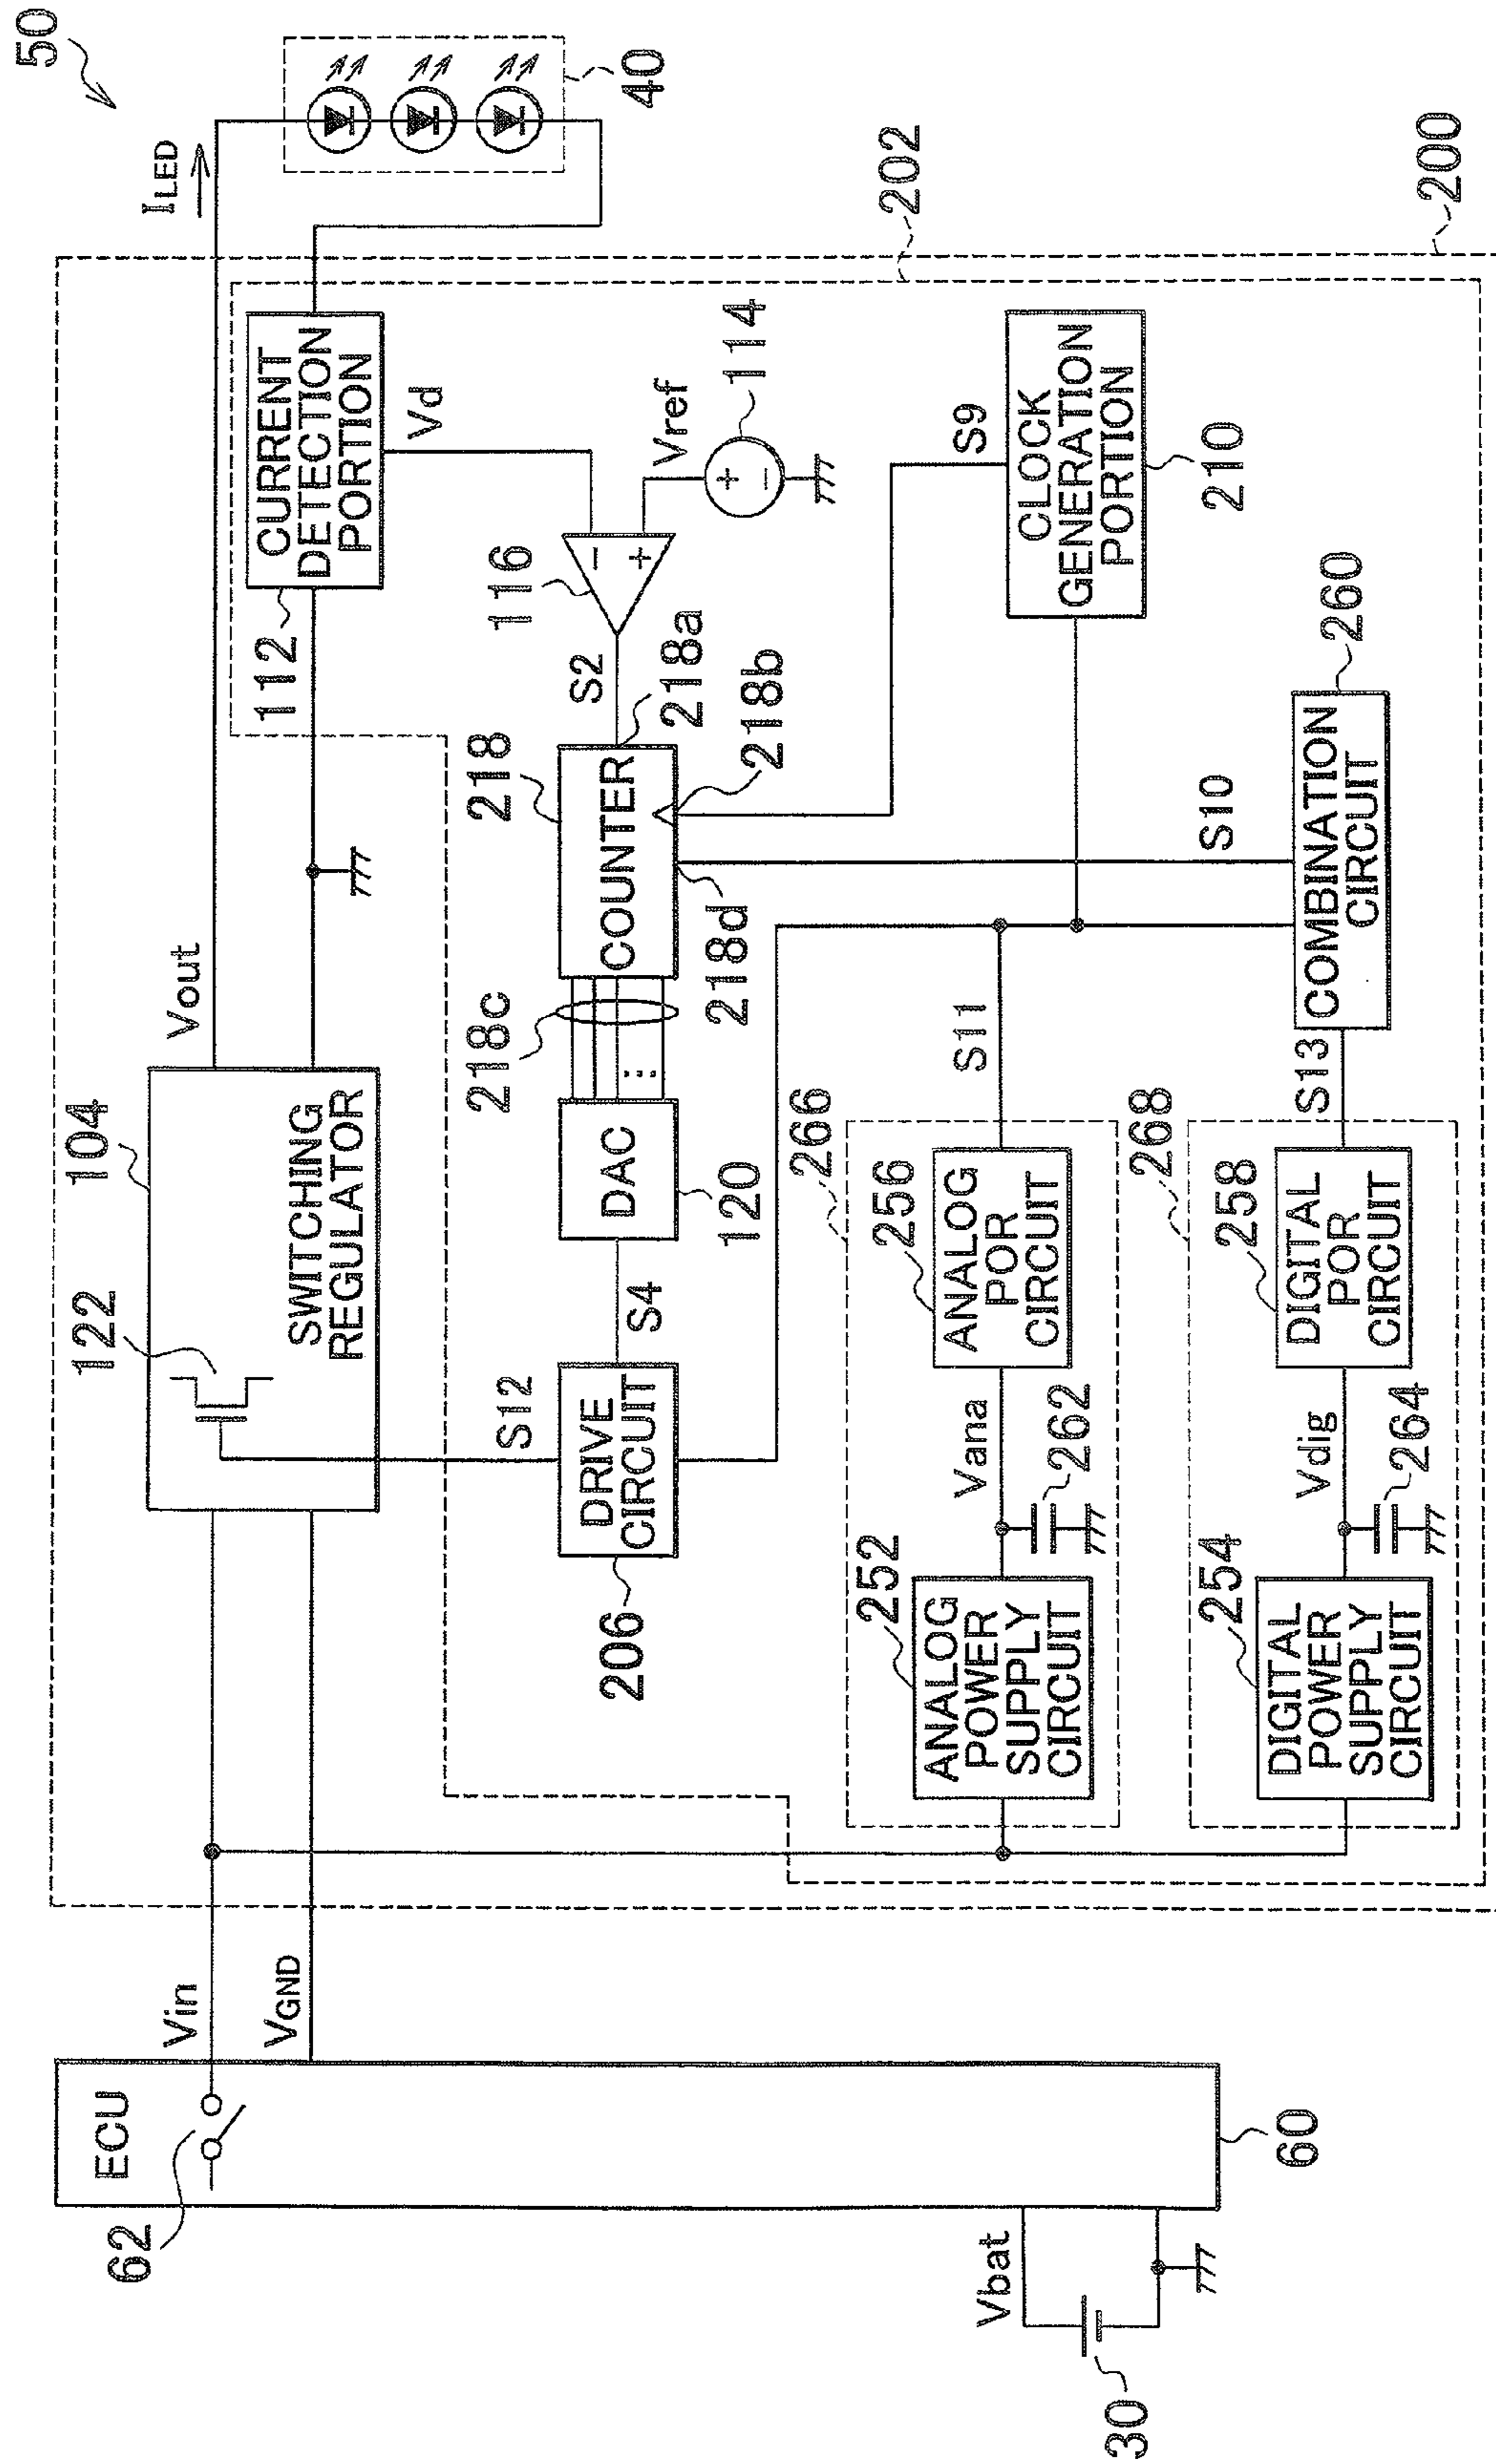 50
ECU
62
60
30
Vbat
Vin
VGND
104
122
SWITCHING
REGULATOR
Vout
ILED
40
112
CURRENT
DETECTION
PORTION
Vd
202
200
S12
206
DRIVE
CIRCUIT
S4
DAC
120
218c
218
COUNTER
218a
218b
218d
S2
116
−
+
Vref
114
+
−
S9
CLOCK
GENERATION
PORTION
210
266
252
ANALOG
POWER
SUPPLY
CIRCUIT
Vana
262
256
ANALOG
POR
CIRCUIT
S11
S10
268
254
DIGITAL
POWER
SUPPLY
CIRCUIT
Vdig
264
258
DIGITAL
POR
CIRCUIT
S13
COMBINATION
CIRCUIT
260